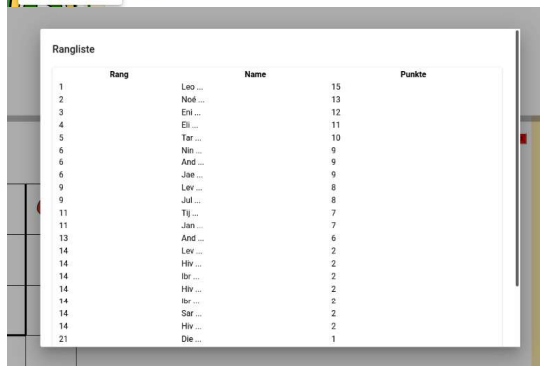 Rangliste
Rang Name Punkte
1 Leo ... 15
2 Noé ... 13
3 Eni ... 12
4 Eli ... 11
5 Tar ... 10
6 Nin ... 9
6 And ... 9
6 Jae ... 9
9 Lev ... 8
9 Jul ... 8
11 Tij ... 7
11 Jan ... 7
13 And ... 6
14 Lev ... 2
14 Hiv ... 2
14 Ibr ... 2
14 Hiv ... 2
14 Ibr ... 2
14 Sar ... 2
14 Hiv ... 2
21 Die ... 1